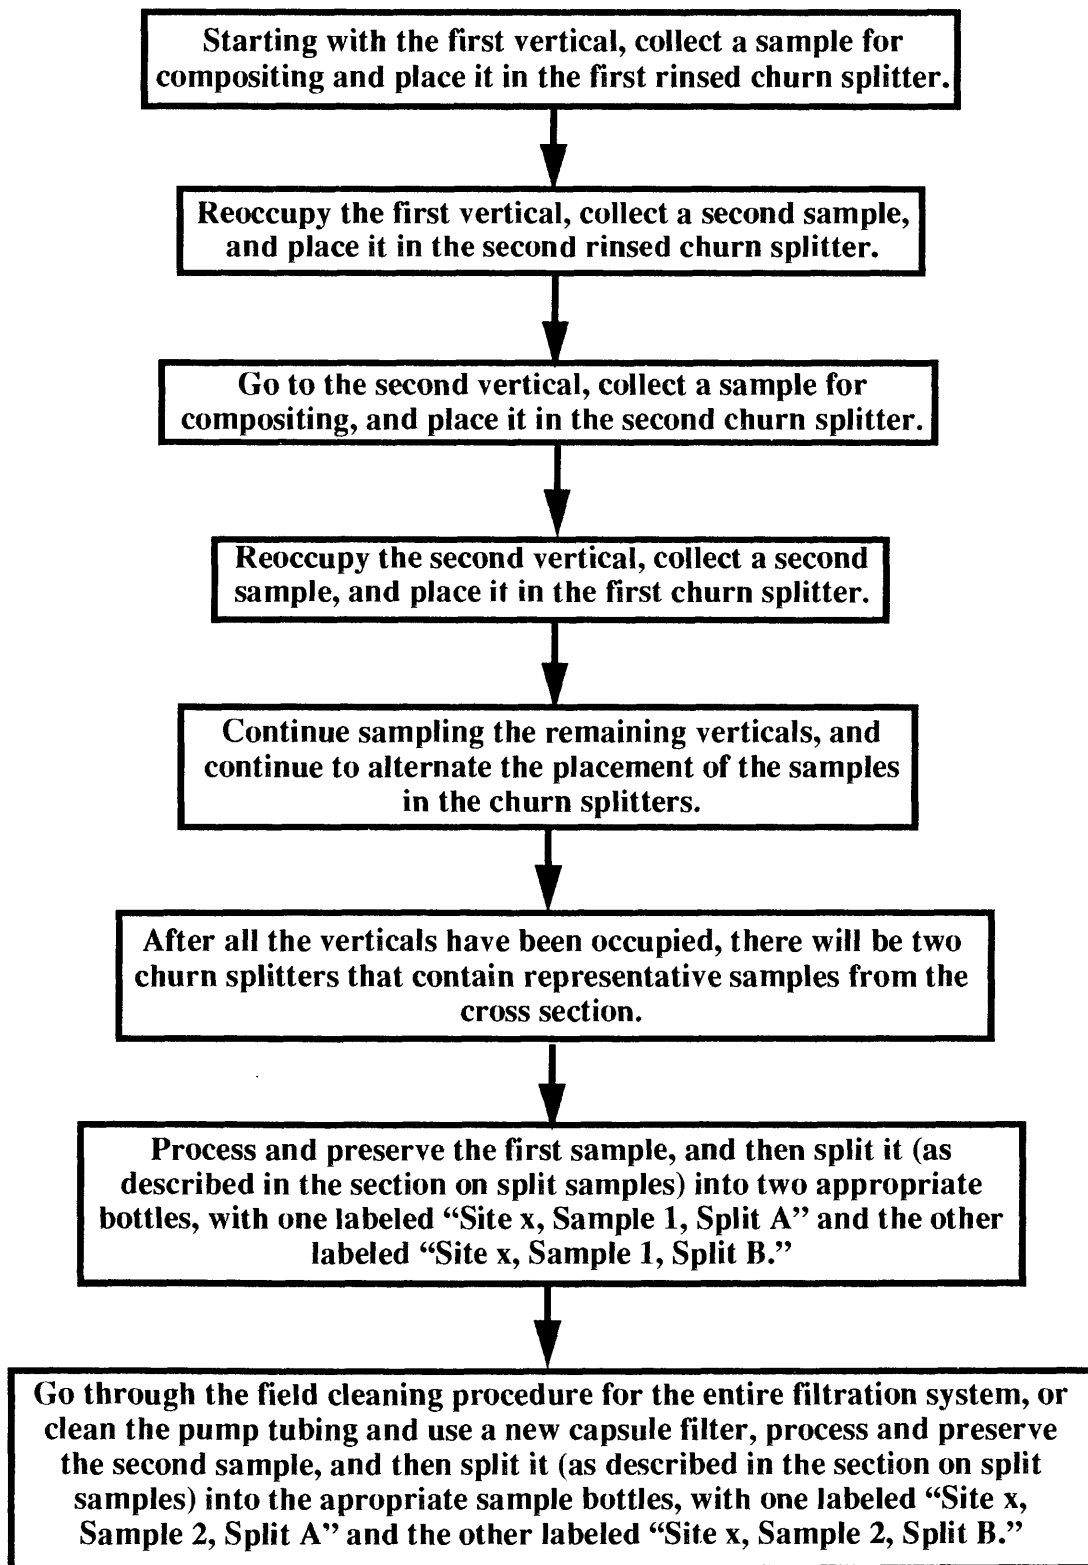 Starting with the first vertical, collect a sample for
compositing and place it in the first rinsed churn splitter.
Reoccupy the first vertical, collect a second sample,
and place it in the second rinsed churn splitter.
Go to the second vertical, collect a sample for
compositing, and place it in the second churn splitter.
Reoccupy the second vertical, collect a second
sample, and place it in the first churn splitter.
Continue sampling the remaining verticals, and
continue to alternate the placement of the samples
in the churn splitters.
After all the verticals have been occupied, there will be two
churn splitters that contain representative samples from the
cross section.
Process and preserve the first sample, and then split it (as
described in the section on split samples) into two appropriate
bottles, with one labeled “Site x, Sample 1, Split A” and the other
labeled “Site x, Sample 1, Split B.”
Go through the field cleaning procedure for the entire filtration system, or
clean the pump tubing and use a new capsule filter, process and preserve
the second sample, and then split it (as described in the section on split
samples) into the apropriate sample bottles, with one labeled “Site x,
Sample 2, Split A” and the other labeled “Site x, Sample 2, Split B.”